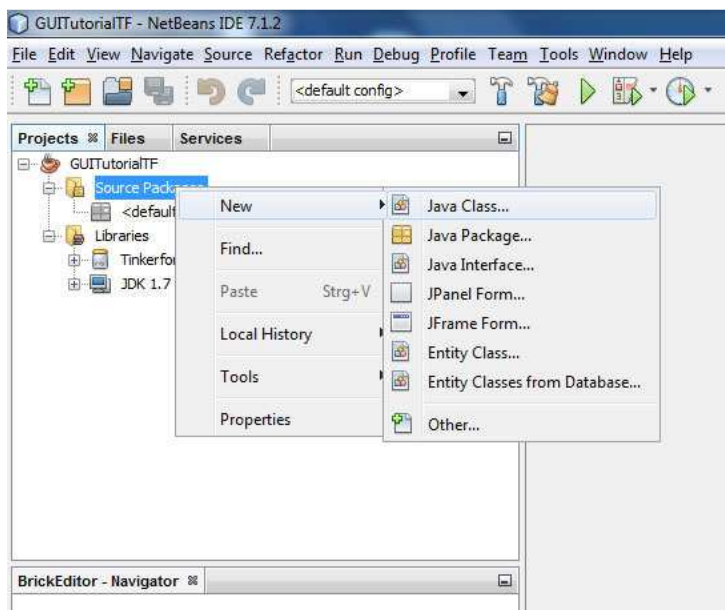 GUITutorialTF - NetBeans IDE 7.1.2
File Edit View Navigate Source Refactor Run Debug Profile Team Tools Window Help
<default config>
Projects Files Services
GUITutorialTF
Source Packages
<default
Libraries
Tinkerfo
JDK 1.7
New
Find...
Paste Strg+V
Local History
Tools
Properties
Java Class...
Java Package...
Java Interface...
JPanel Form...
JFrame Form...
Entity Class...
Entity Classes from Database...
Other...
BrickEditor - Navigator